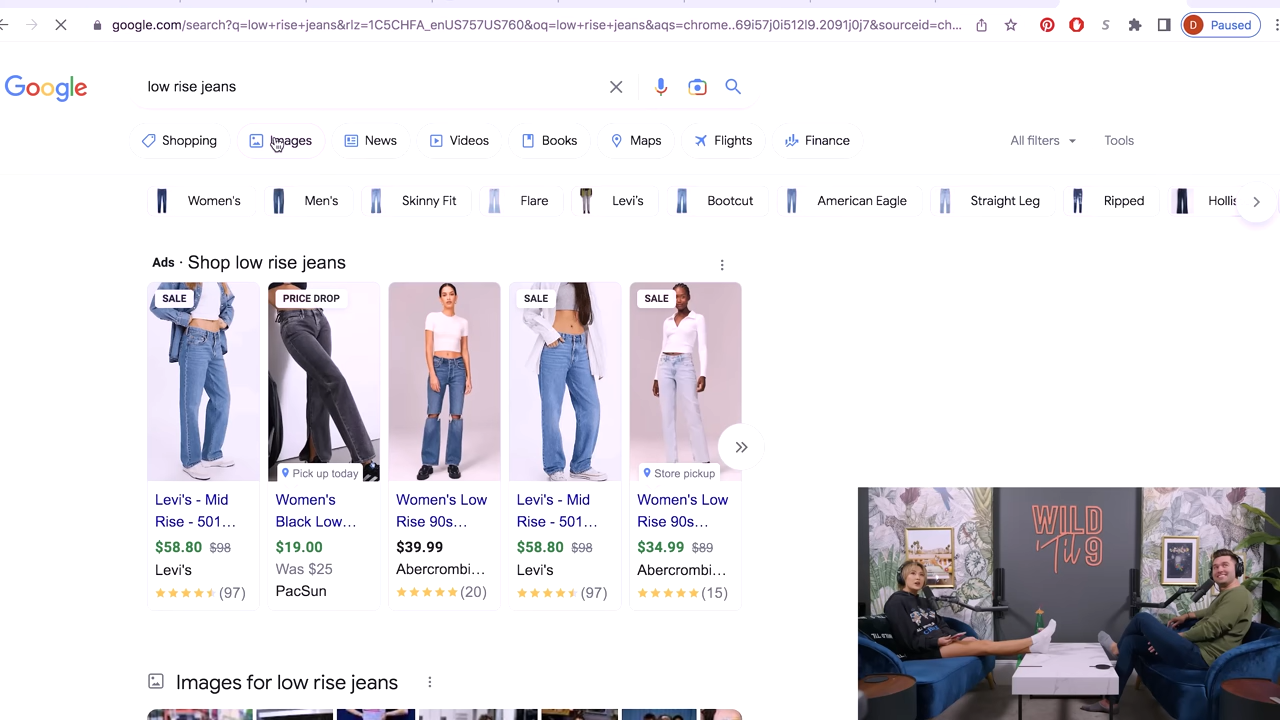 google.com/search?q=low+rise+jeans&rlz=1C5CHFA_enUS757US760&oq=low+rise+jeans&aqs=chrome..69i57j0i512l9.2091j0j7&sourceid=ch...
S
D Paused
Google
low rise jeans
Shopping Images News Videos Books Maps Flights Finance All filters Tools
Women's Men's Skinny Fit Flare Levi's Bootcut American Eagle Straight Leg Ripped Hollis
Ads · Shop low rise jeans
SALE PRICE DROP SALE SALE
Pick up today Store pickup
Levi's - Mid Rise - 501...
$58.80 $98
Levi's
(97)
Women's Black Low...
$19.00
Was $25
PacSun
Women's Low Rise 90s...
$39.99
Abercrombi...
(20)
Levi's - Mid Rise - 501...
$58.80 $98
Levi's
(97)
Women's Low Rise 90s...
$34.99 $89
Abercrombi...
(15)
Images for low rise jeans
WILD
'Til 9